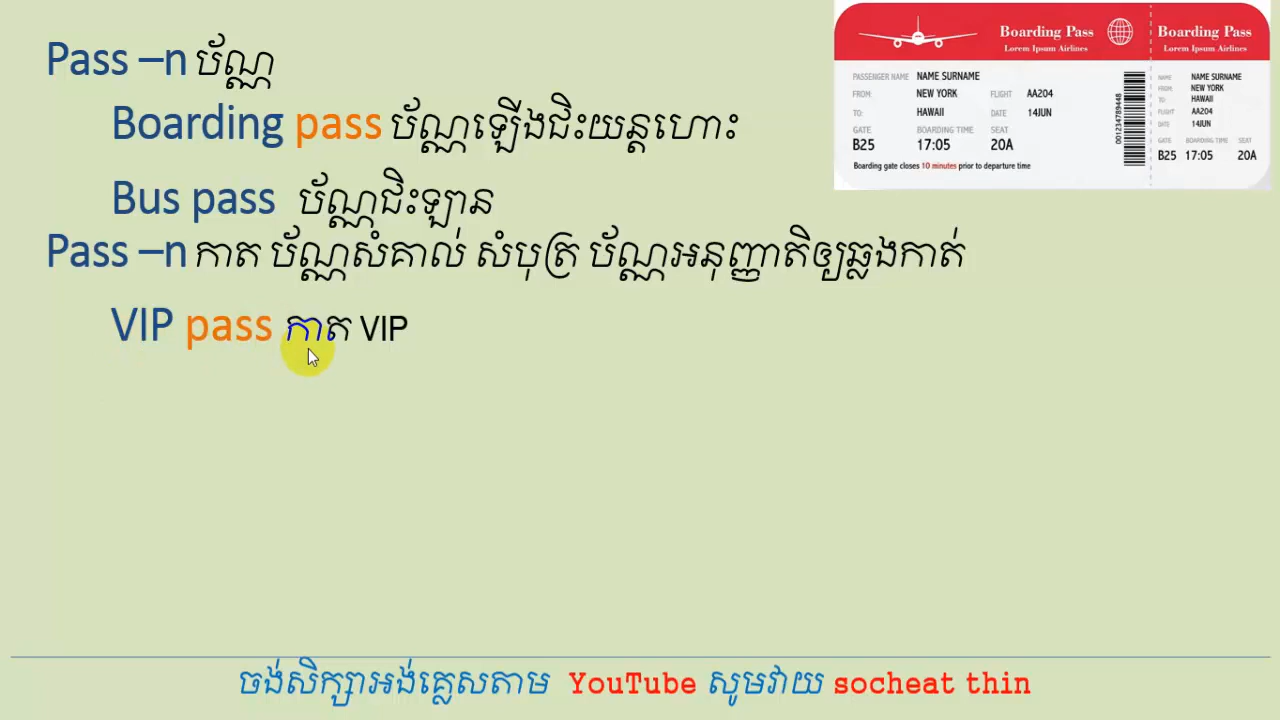 Pass –n ប័ណ្ណ
Boarding pass ប័ណ្ណឡើងជិះយន្តហោះ
Bus pass ប័ណ្ណជិះឡាន
Pass –n កាត ប័ណ្ណសំគាល់ សំបុត្រ ប័ណ្ណអនុញ្ញាតិឲ្យឆ្លងកាត់
VIP pass កាត VIP
Boarding Pass
Lorem Ipsum Airlines
PASSENGER NAME NAME SURNAME
FROM: NEW YORK FLIGHT AA204
TO: HAWAII DATE 14JUN
GATE BOARDING TIME SEAT
B25 17:05 20A
Boarding gate closes 10 minutes prior to departure time
Boarding Pass
Lorem Ipsum Airlines
NAME NAME SURNAME
FROM: NEW YORK
TO: HAWAII
FLIGHT AA204
DATE 14JUN
GATE BOARDING TIME SEAT
B25 17:05 20A
ចង់សិក្សាអង់គ្លេសតាម YouTube សូមវាយ socheat thin